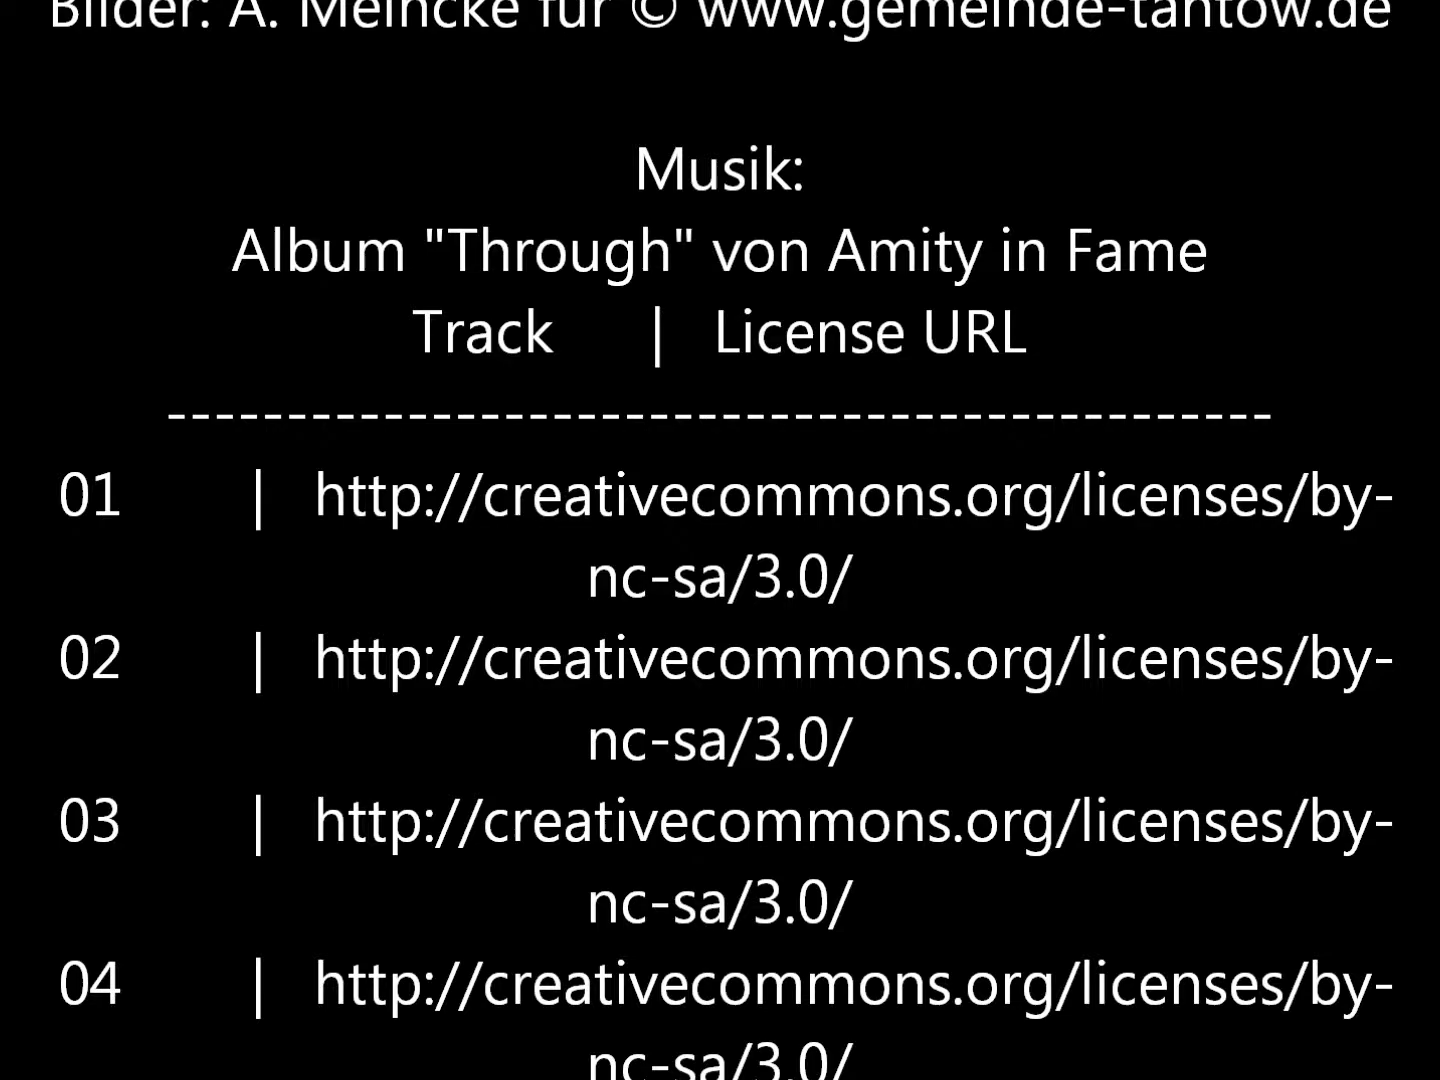 Bilder: A. Meincke für © www.gemeinde-tantow.de
Musik:
Album "Through" von Amity in Fame
Track | License URL
----------------------------------------------
01 | http://creativecommons.org/licenses/by-
nc-sa/3.0/
02 | http://creativecommons.org/licenses/by-
nc-sa/3.0/
03 | http://creativecommons.org/licenses/by-
nc-sa/3.0/
04 | http://creativecommons.org/licenses/by-
nc-sa/3.0/